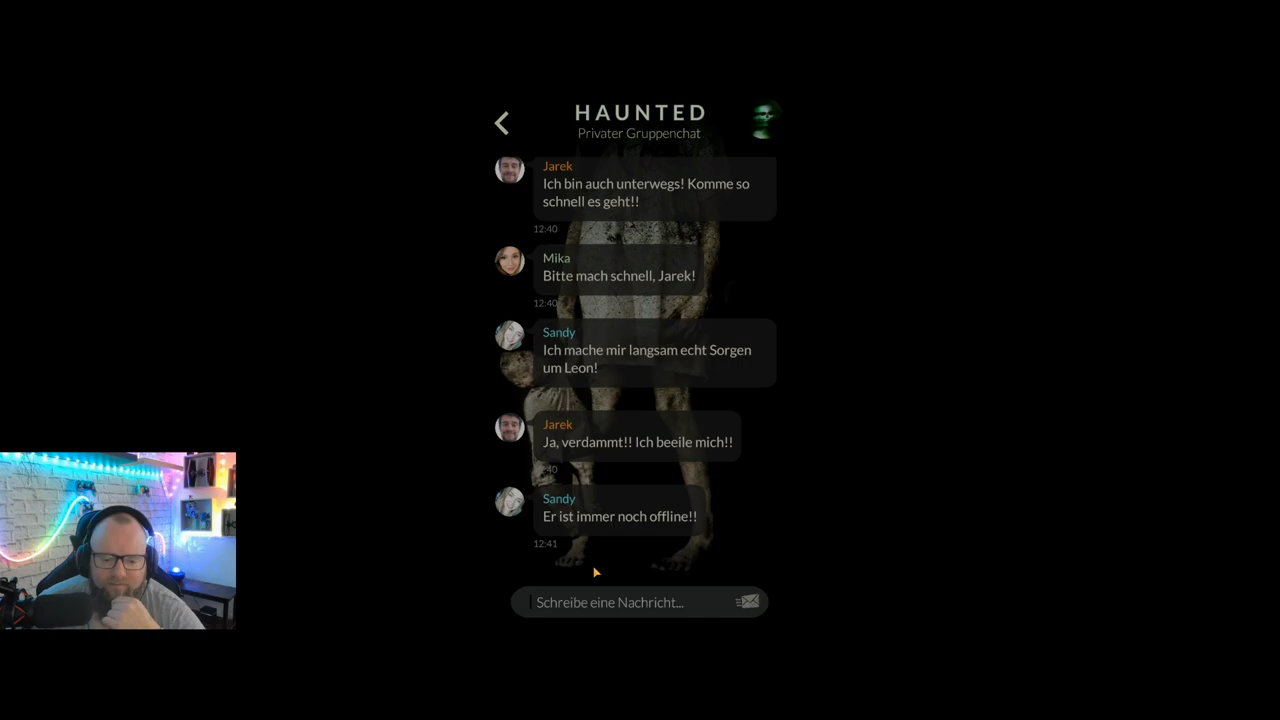 HAUNTED
Privater Gruppenchat
Jarek
Ich bin auch unterwegs! Komme so
schnell es geht!!
12:40
Mika
Bitte mach schnell, Jarek!
12:40
Sandy
Ich mache mir langsam echt Sorgen
um Leon!
Jarek
Ja, verdammt!! Ich beeile mich!!
:40
Sandy
Er ist immer noch offline!!
12:41
Schreibe eine Nachricht...